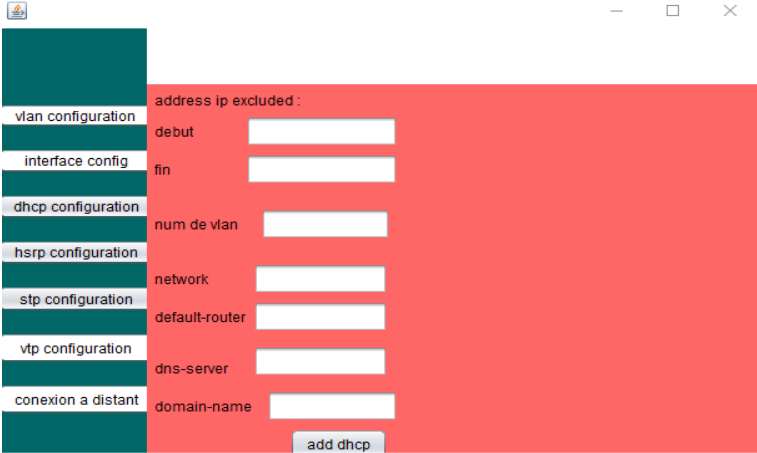 vlan configuration
interface config
dhcp configuration
hsrp configuration
stp configuration
vtp configuration
conexion a distant
address ip excluded :
debut
fin
num de vlan
network
default-router
dns-server
domain-name
add dhcp